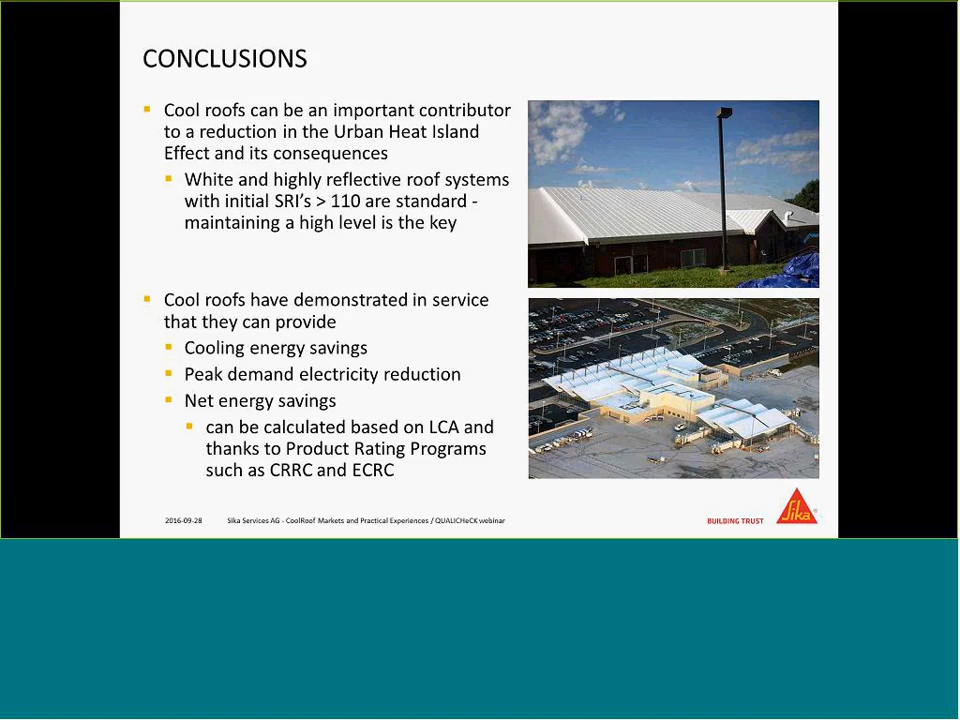 CONCLUSIONS
Cool roofs can be an important contributor
to a reduction in the Urban Heat Island
Effect and its consequences
White and highly reflective roof systems
with initial SRI's > 110 are standard -
maintaining a high level is the key
Cool roofs have demonstrated in service
that they can provide
Cooling energy savings
Peak demand electricity reduction
Net energy savings
can be calculated based on LCA and
thanks to Product Rating Programs
such as CRRC and ECRC
2016-09-28 Sika Services AG - CoolRoof Markets and Practical Experiences / QUALICHeCK webinar
BUILDING TRUST
Sika®